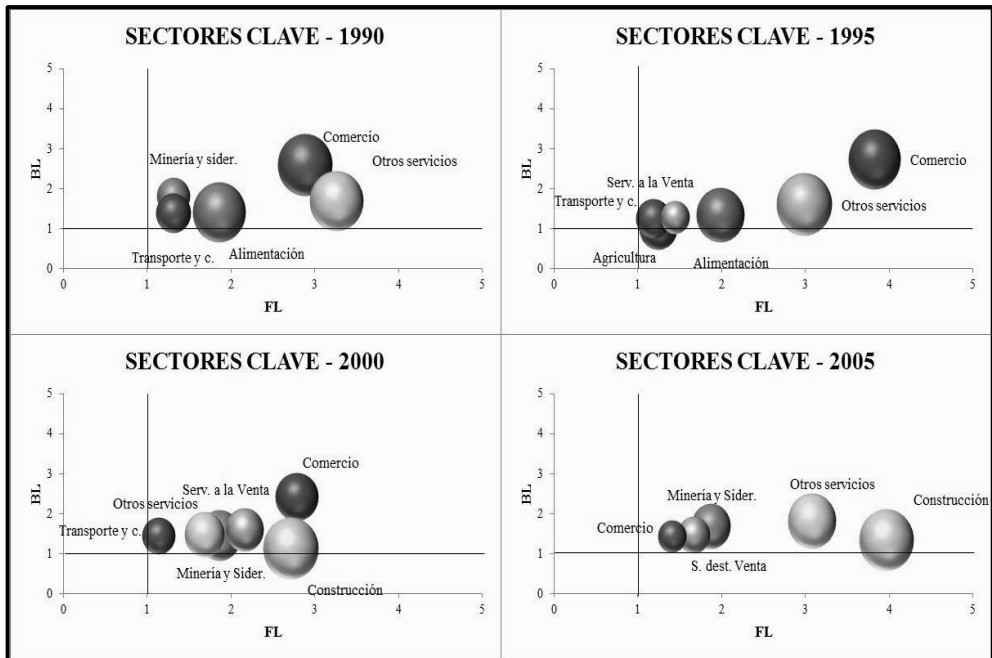 SECTORES CLAVE - 1990
5
4
3
2
1
0
BL
Comercio
Minería y sider.
Otros servicios
Transporte y c.
Alimentación
0 1 2 3 4 5
FL
SECTORES CLAVE - 1995
5
4
3
2
1
0
BL
Serv. a la Venta
Comercio
Transporte y c.
Otros servicios
Agricultura
Alimentación
0 1 2 3 4 5
FL
SECTORES CLAVE - 2000
5
4
3
2
1
0
BL
Comercio
Serv. a la Venta
Otros servicios
Transporte y c.
Minería y Sider.
Construcción
0 1 2 3 4 5
FL
SECTORES CLAVE - 2005
5
4
3
2
1
0
BL
Otros servicios
Minería y Sider.
Construcción
Comercio
S. dest. Venta
0 1 2 3 4 5
FL